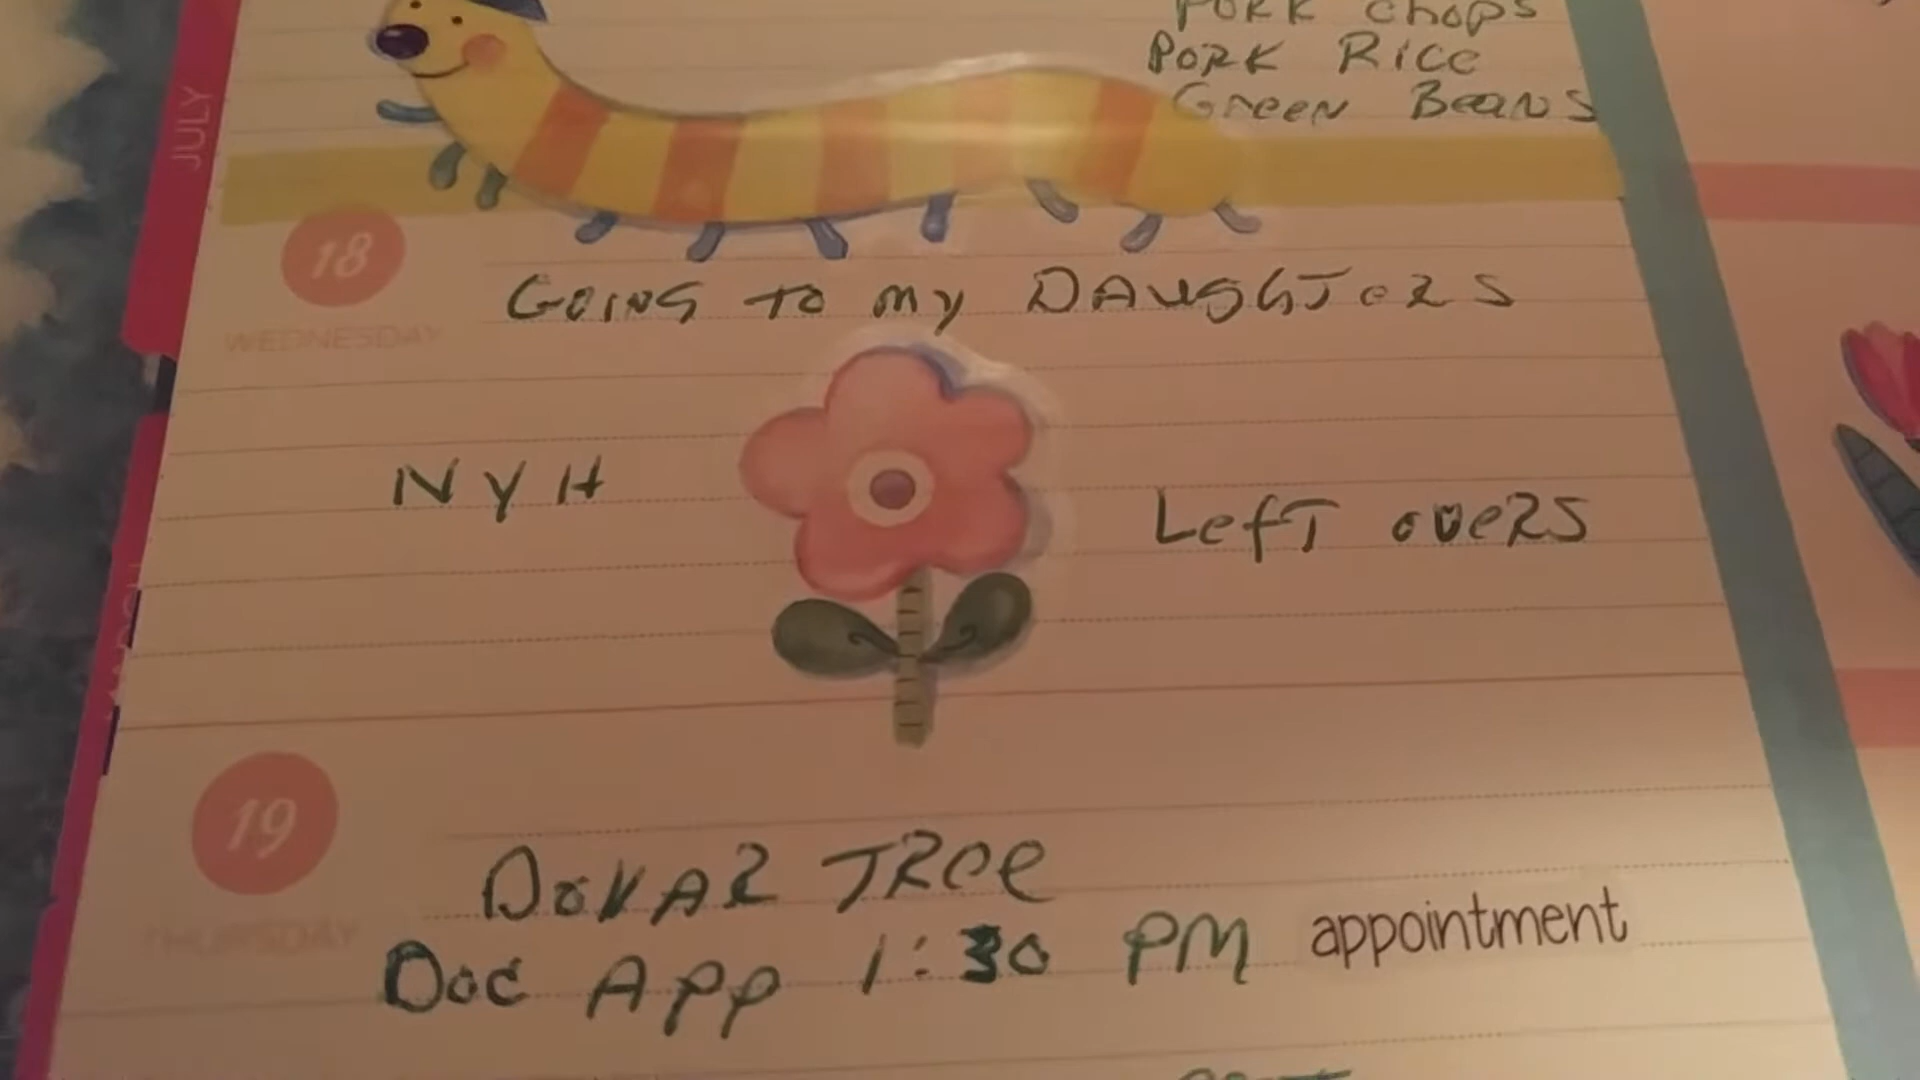 PORK Chops
PORK Rice
Green Beans
JULY
18
WEDNESDAY
GOING TO my DAUGHTeRS
NYH
LefT oveRS
19
THURSDAY
DOllAR TRee
Doc App 1:30 PM appointment